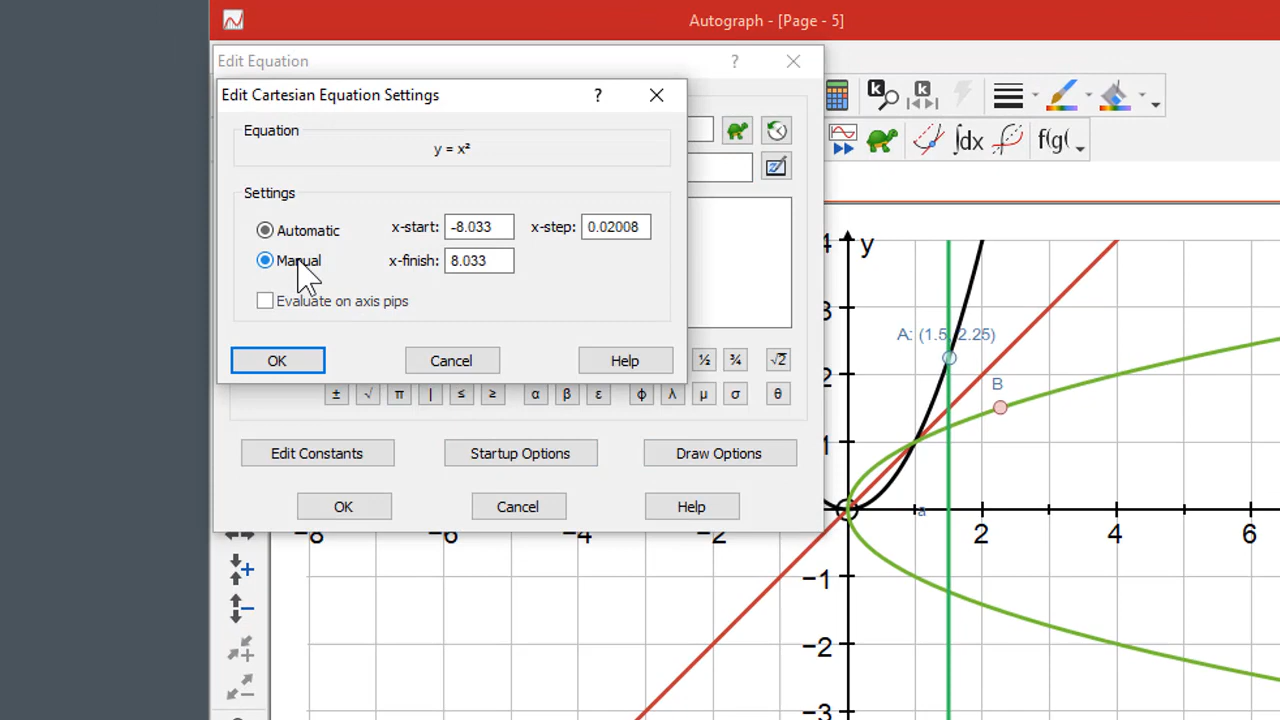 Autograph - [Page - 5]
Edit Equation
?
Edit Cartesian Equation Settings
?
Equation
y = x²
Settings
Automatic
x-start:
-8.033
x-step:
0.02008
Manual
x-finish:
8.033
Evaluate on axis pips
OK
Cancel
Help
½
¾
√2
±
√
π
|
≤
≥
α
β
ε
ϕ
λ
μ
σ
θ
Edit Constants
Startup Options
Draw Options
OK
Cancel
Help
k
k
∫dx
f(g(
y
4
3
2
1
A: (1.5, 2.25)
B
a
−8
−6
−4
−2
2
4
6
−1
−2
−3